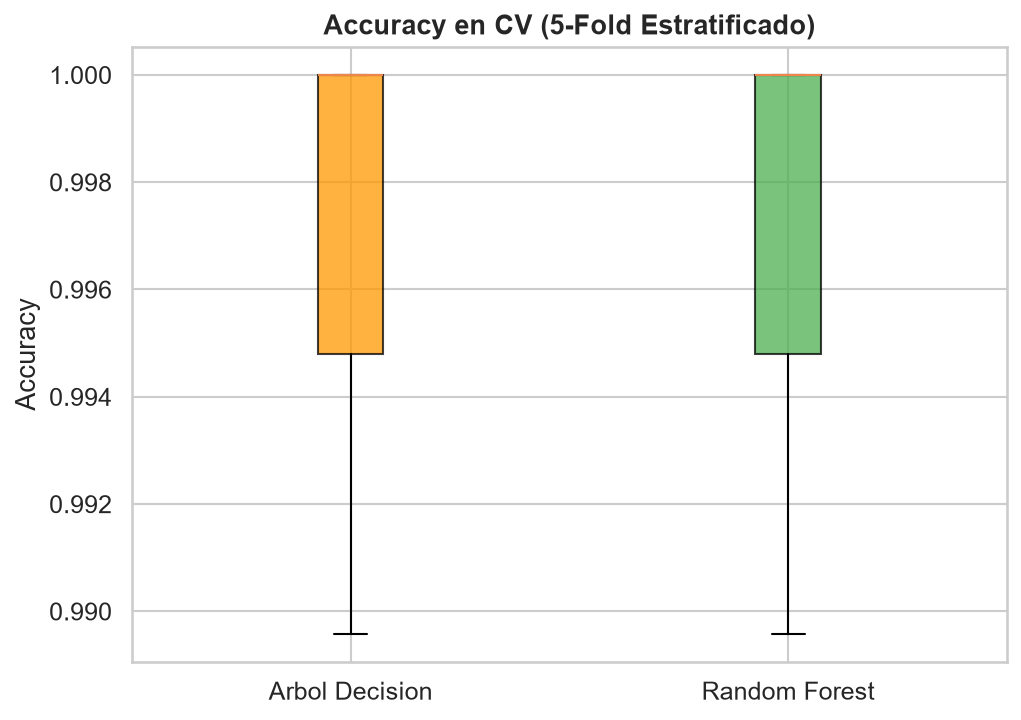 Accuracy en CV (5-Fold Estratificado)
1.000
0.998
0.996
0.994
0.992
0.990
Accuracy
Arbol Decision
Random Forest